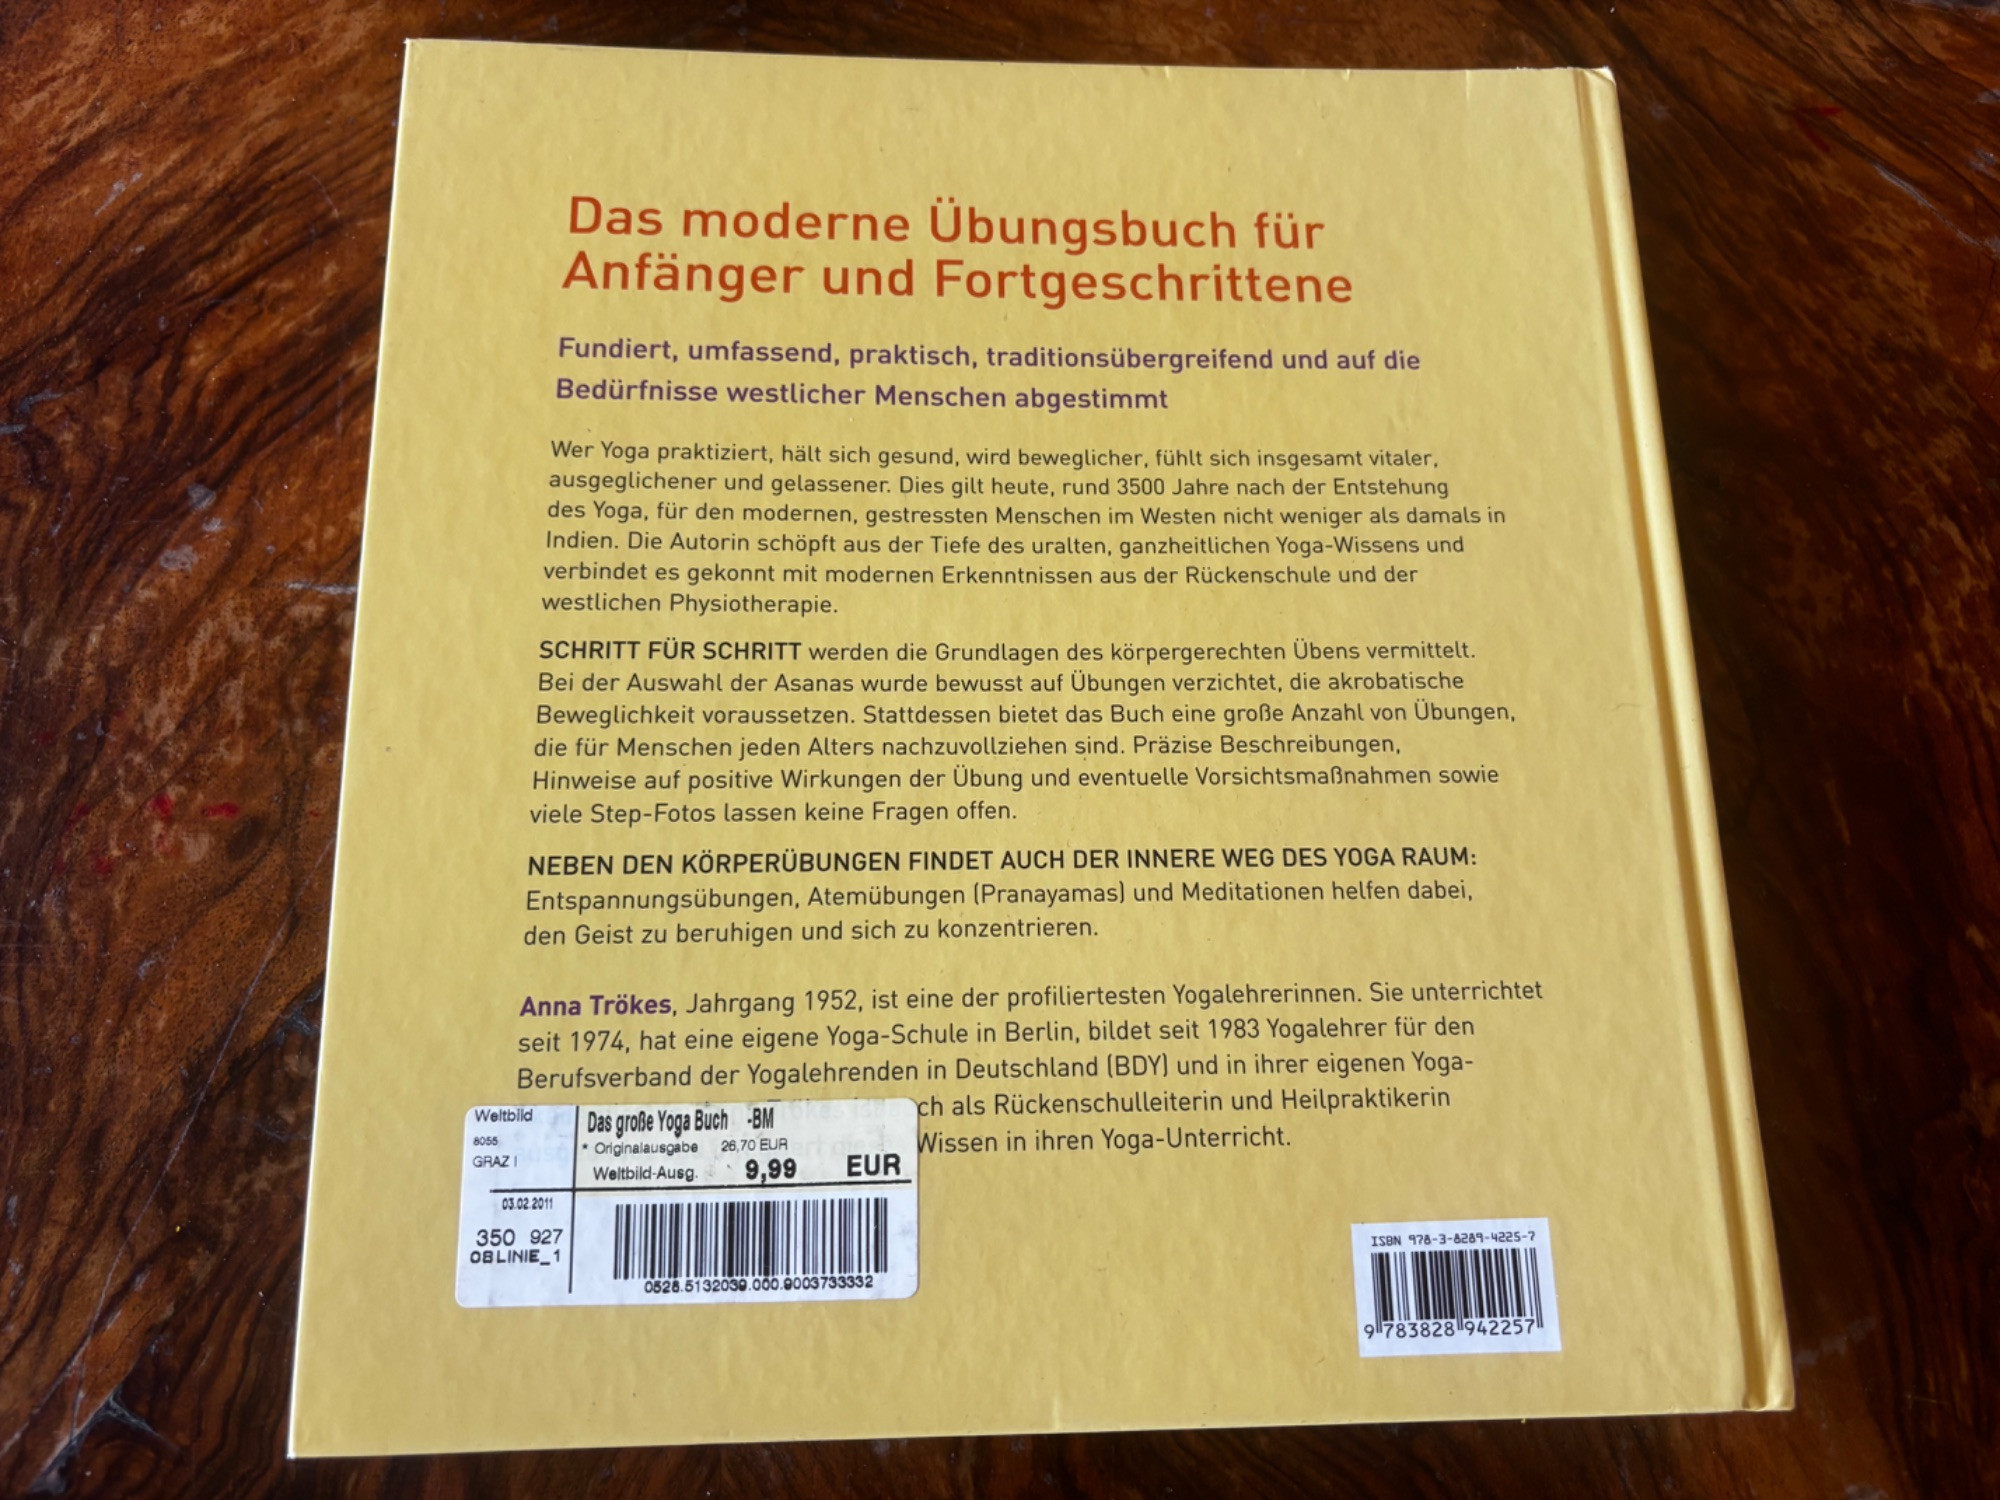 Das moderne Übungsbuch für
Anfänger und Fortgeschrittene
Fundiert, umfassend, praktisch, traditionsübergreifend und auf die
Bedürfnisse westlicher Menschen abgestimmt
Wer Yoga praktiziert, hält sich gesund, wird beweglicher, fühlt sich insgesamt vitaler,
ausgeglichener und gelassener. Dies gilt heute, rund 3500 Jahre nach der Entstehung
des Yoga, für den modernen, gestressten Menschen im Westen nicht weniger als damals in
Indien. Die Autorin schöpft aus der Tiefe des uralten, ganzheitlichen Yoga-Wissens und
verbindet es gekonnt mit modernen Erkenntnissen aus der Rückenschule und der
westlichen Physiotherapie.
SCHRITT FÜR SCHRITT werden die Grundlagen des körpergerechten Übens vermittelt.
Bei der Auswahl der Asanas wurde bewusst auf Übungen verzichtet, die akrobatische
Beweglichkeit voraussetzen. Stattdessen bietet das Buch eine große Anzahl von Übungen,
die für Menschen jeden Alters nachzuvollziehen sind. Präzise Beschreibungen,
Hinweise auf positive Wirkungen der Übung und eventuelle Vorsichtsmaßnahmen sowie
viele Step-Fotos lassen keine Fragen offen.
NEBEN DEN KÖRPERÜBUNGEN FINDET AUCH DER INNERE WEG DES YOGA RAUM:
Entspannungsübungen, Atemübungen (Pranayamas) und Meditationen helfen dabei,
den Geist zu beruhigen und sich zu konzentrieren.
Anna Trökes, Jahrgang 1952, ist eine der profiliertesten Yogalehrerinnen. Sie unterrichtet
seit 1974, hat eine eigene Yoga-Schule in Berlin, bildet seit 1983 Yogalehrer für den
Berufsverband der Yogalehrenden in Deutschland (BDY) und in ihrer eigenen Yoga-
ch als Rückenschulleiterin und Heilpraktikerin
Wissen in ihren Yoga-Unterricht.
Weltbild
8055
GRAZ I
03.02.2011
350 927
OBLINIE_1
Das große Yoga Buch -BM
* Originalausgabe 26,70 EUR
Weltbild-Ausg. 9,99 EUR
0528.5132039.000.9003733332
ISBN 978-3-8289-4225-7
9 783828 942257